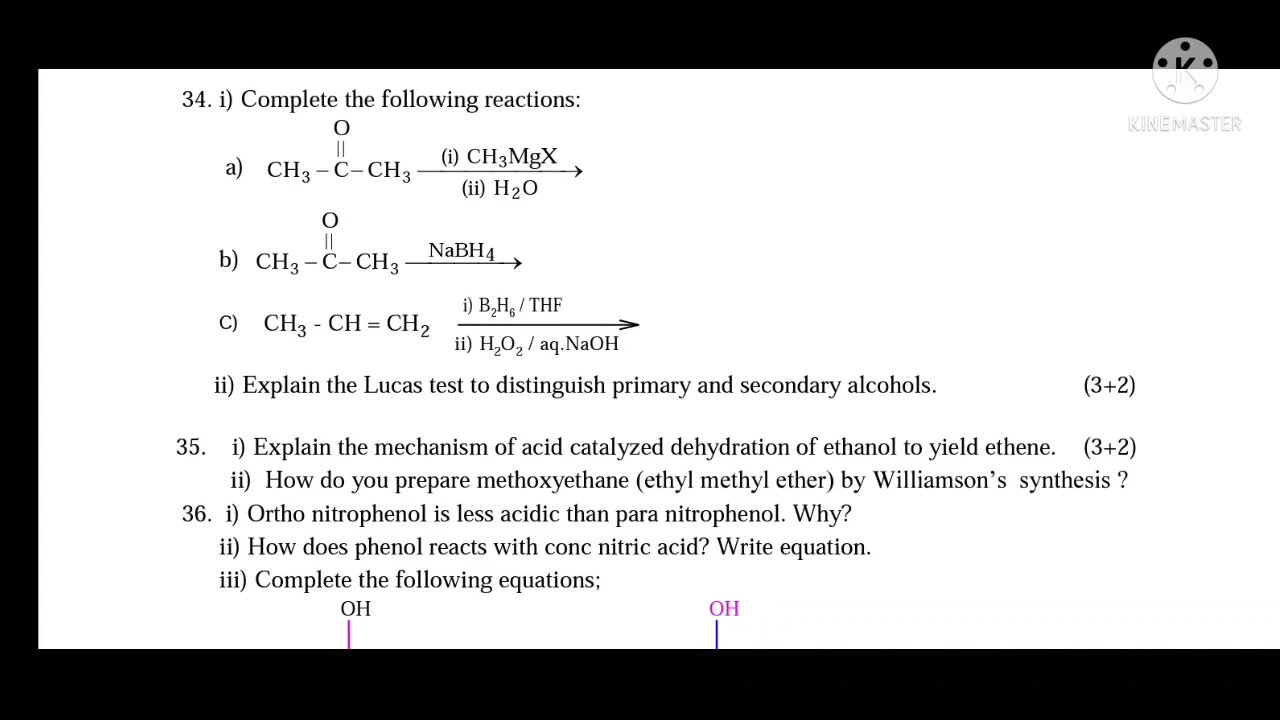 34. i) Complete the following reactions:
O
||
a) CH₃ – C – CH₃ (i) CH₃MgX
(ii) H₂O
O
||
b) CH₃ – C – CH₃ NaBH₄
C) CH₃ - CH = CH₂ i) B₂H₆ / THF
ii) H₂O₂ / aq.NaOH
ii) Explain the Lucas test to distinguish primary and secondary alcohols. (3+2)
35. i) Explain the mechanism of acid catalyzed dehydration of ethanol to yield ethene. (3+2)
ii) How do you prepare methoxyethane (ethyl methyl ether) by Williamson's synthesis ?
36. i) Ortho nitrophenol is less acidic than para nitrophenol. Why?
ii) How does phenol reacts with conc nitric acid? Write equation.
iii) Complete the following equations;
OH OH
K
KINEMASTER